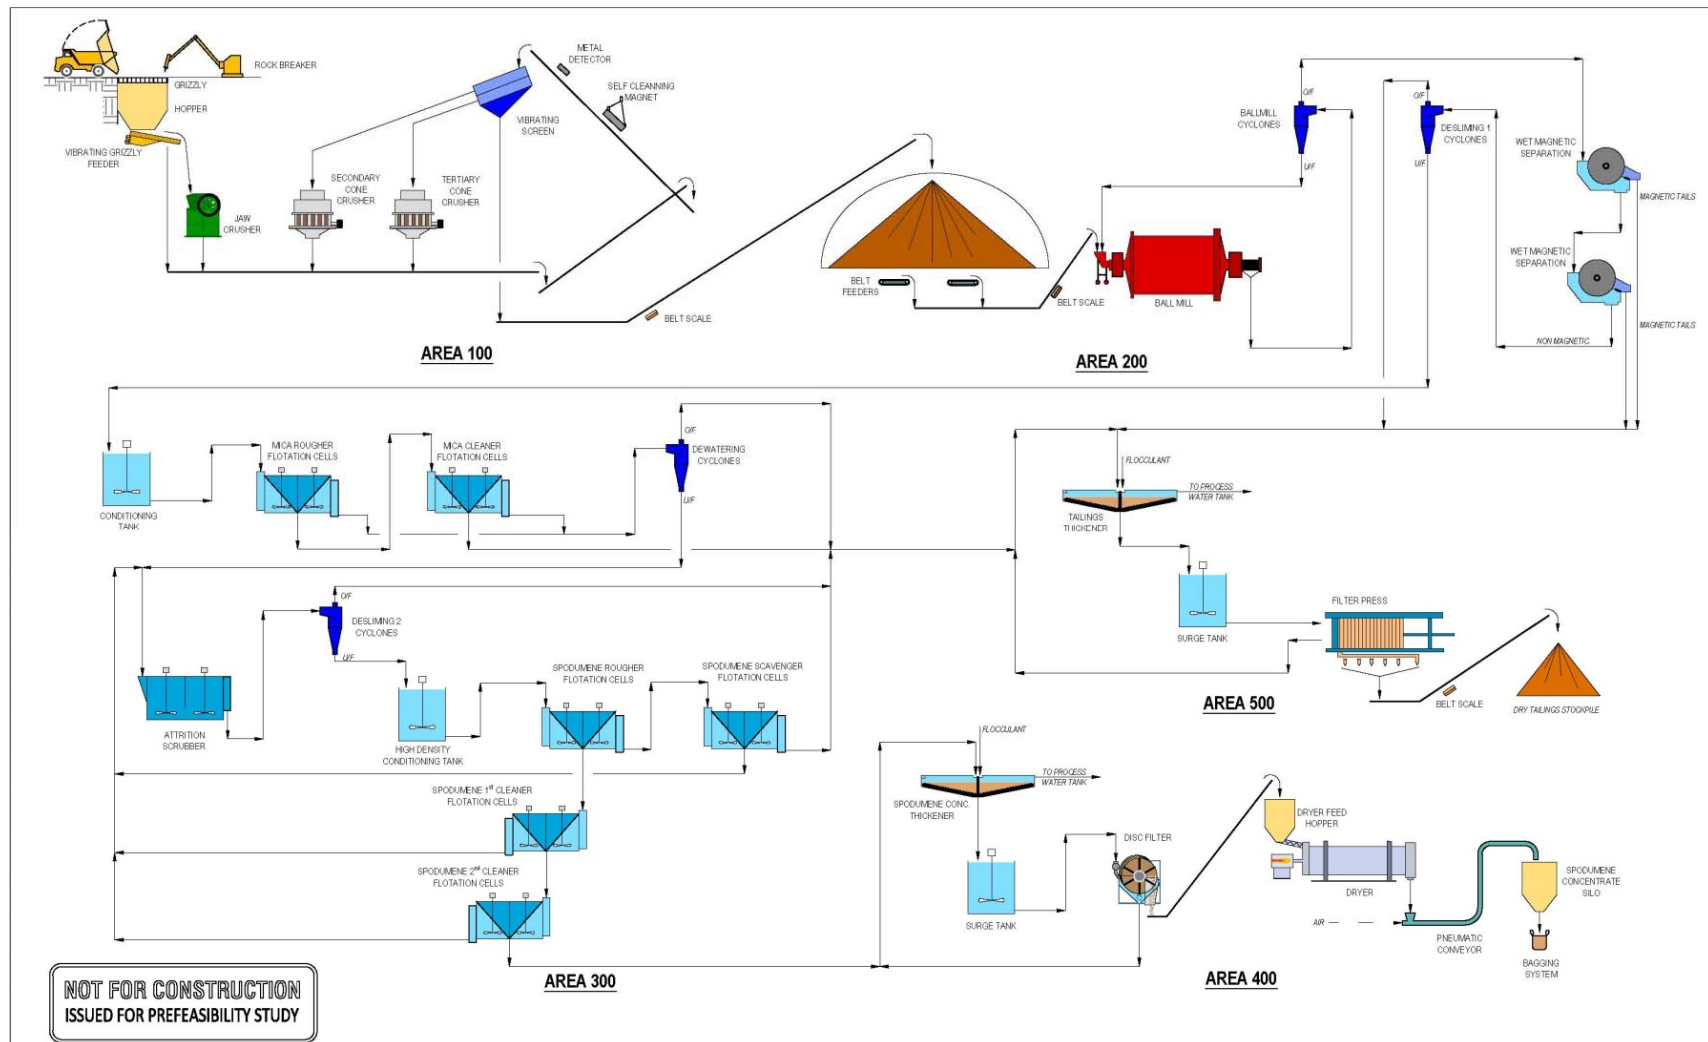 ROCK BREAKER
GRIZZLY
HOPPER
VIBRATING GRIZZLY
FEEDER
JAW
CRUSHER
SECONDARY
CONE
CRUSHER
TERTIARY
CONE
CRUSHER
VIBRATING
SCREEN
METAL
DETECTOR
SELF CLEANNING
MAGNET
BELT SCALE
AREA 100
BELT
FEEDERS
BELT SCALE
BALL MILL
BALLMILL
CYCLONES
O/F
U/F
DESLIMING 1
CYCLONES
O/F
U/F
WET MAGNETIC
SEPARATION
MAGNETIC TAILS
WET MAGNETIC
SEPARATION
MAGNETIC TAILS
NON MAGNETIC
AREA 200
CONDITIONING
TANK
MICA ROUGHER
FLOTATION CELLS
MICA CLEANER
FLOTATION CELLS
O/F
DEWATERING
CYCLONES
U/F
FLOCCULANT
TO PROCESS
WATER TANK
TAILINGS
THICKENER
SURGE TANK
FILTER PRESS
BELT SCALE
DRY TAILINGS STOCKPILE
AREA 500
ATTRITION
SCRUBBER
O/F
DESLIMING 2
CYCLONES
U/F
HIGH DENSITY
CONDITIONING TANK
SPODUMENE ROUGHER
FLOTATION CELLS
SPODUMENE SCAVENGER
FLOTATION CELLS
SPODUMENE 1st CLEANER
FLOTATION CELLS
SPODUMENE 2nd CLEANER
FLOTATION CELLS
AREA 300
FLOCCULANT
TO PROCESS
WATER TANK
SPODUMENE CONC.
THICKENER
SURGE TANK
DISC FILTER
DRYER FEED
HOPPER
DRYER
AIR
PNEUMATIC
CONVEYOR
SPODUMENE
CONCENTRATE
SILO
BAGGING
SYSTEM
AREA 400
NOT FOR CONSTRUCTION
ISSUED FOR PREFEASIBILITY STUDY